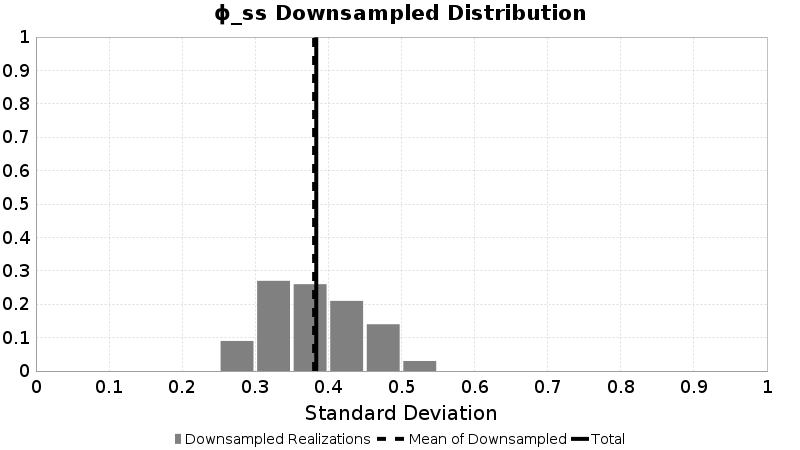 ϕ_ss Downsampled Distribution
1
0.9
0.8
0.7
0.6
0.5
0.4
0.3
0.2
0.1
0
0 0.1 0.2 0.3 0.4 0.5 0.6 0.7 0.8 0.9 1
Standard Deviation
Downsampled Realizations Mean of Downsampled Total